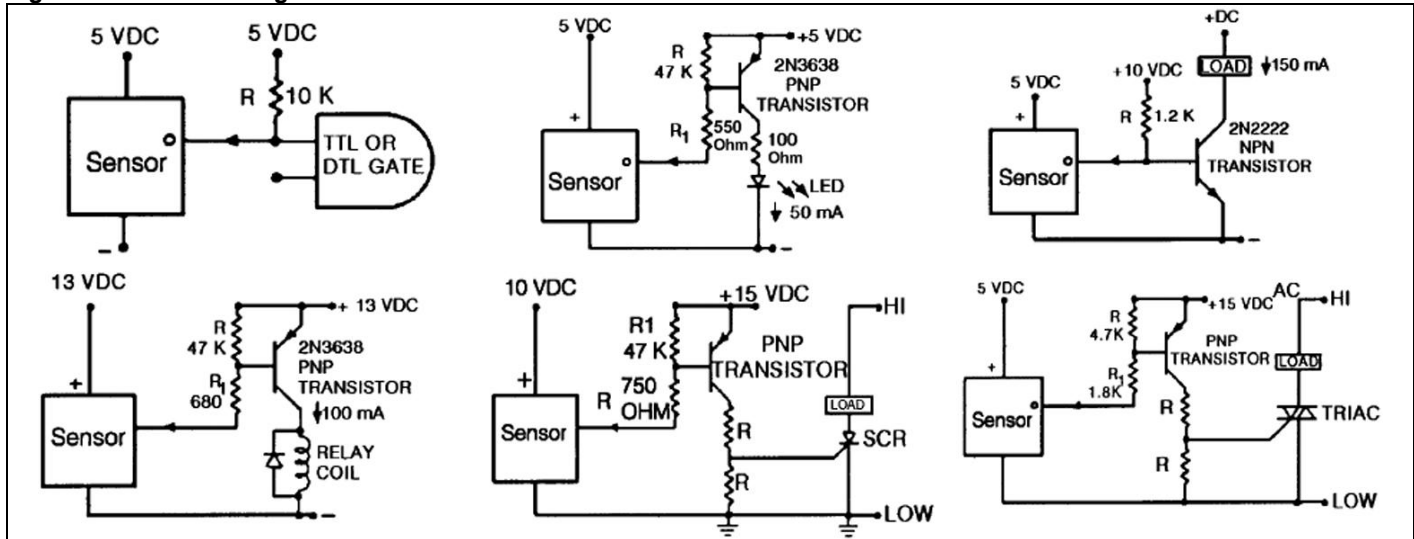 5 VDC
5 VDC
R 10 K
Sensor
TTL OR
DTL GATE
-
5 VDC
+5 VDC
R
47 K
2N3638
PNP
TRANSISTOR
+
R1
550
Ohm
100
Ohm
Sensor
LED
50 mA
-
+DC
LOAD
150 mA
5 VDC
+10 VDC
R
1.2 K
+
2N2222
NPN
TRANSISTOR
Sensor
-
13 VDC
+ 13 VDC
R
47 K
2N3638
PNP
TRANSISTOR
+
R1
680
100 mA
Sensor
RELAY
COIL
-
10 VDC
+15 VDC
HI
R1
47 K
PNP
TRANSISTOR
+
R
750
OHM
LOAD
Sensor
R
SCR
R
LOW
5 VDC
+15 VDC
AC
HI
R
4.7K
PNP
TRANSISTOR
LOAD
+
R1
1.8K
Sensor
R
TRIAC
R
LOW